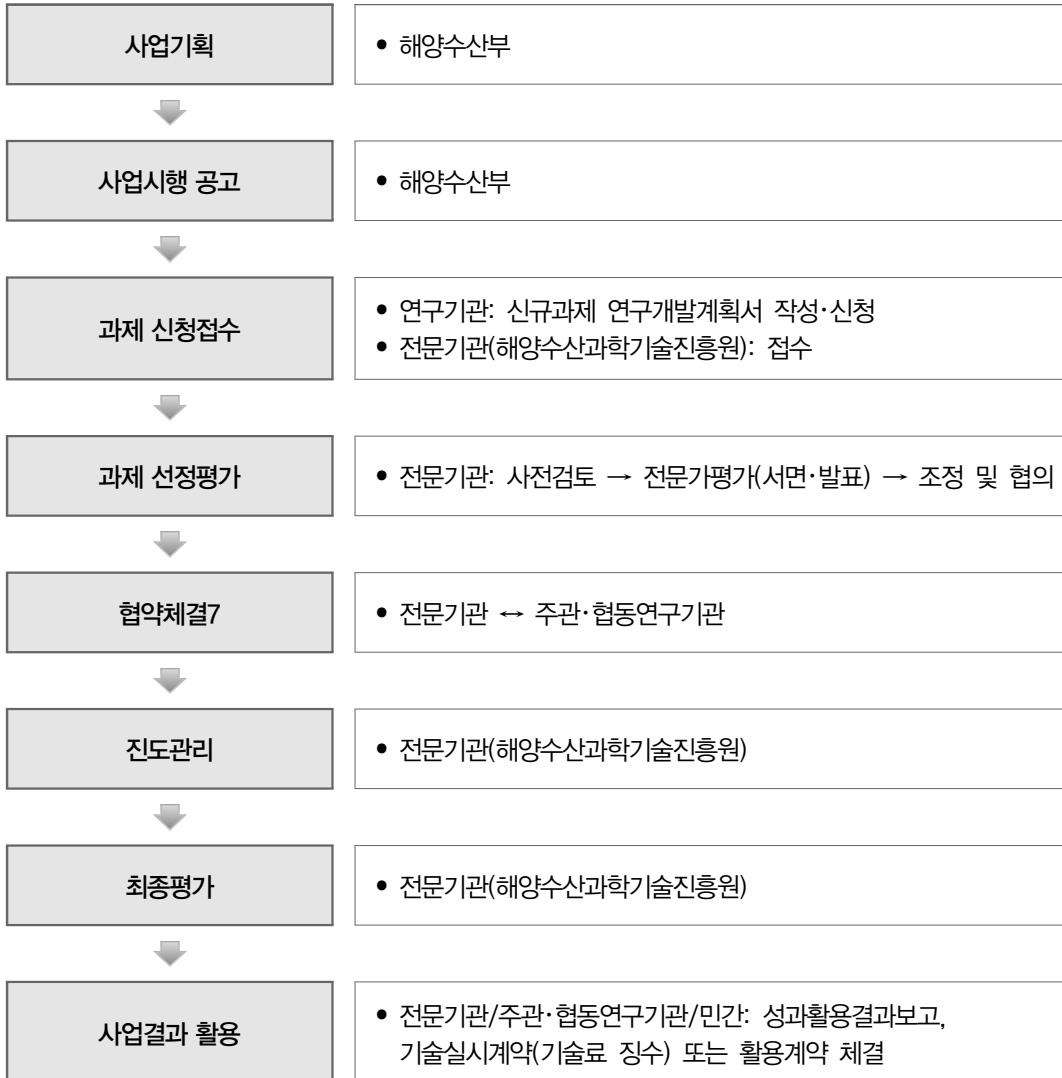 사업기획
• 해양수산부
사업시행 공고
• 해양수산부
과제 신청접수
• 연구기관: 신규과제 연구개발계획서 작성·신청
• 전문기관(해양수산과학기술진흥원): 접수
과제 선정평가
• 전문기관: 사전검토 → 전문가평가(서면·발표) → 조정 및 협의
협약체결7
• 전문기관 ↔ 주관·협동연구기관
진도관리
• 전문기관(해양수산과학기술진흥원)
최종평가
• 전문기관(해양수산과학기술진흥원)
사업결과 활용
• 전문기관/주관·협동연구기관/민간: 성과활용결과보고,
기술실시계약(기술료 징수) 또는 활용계약 체결